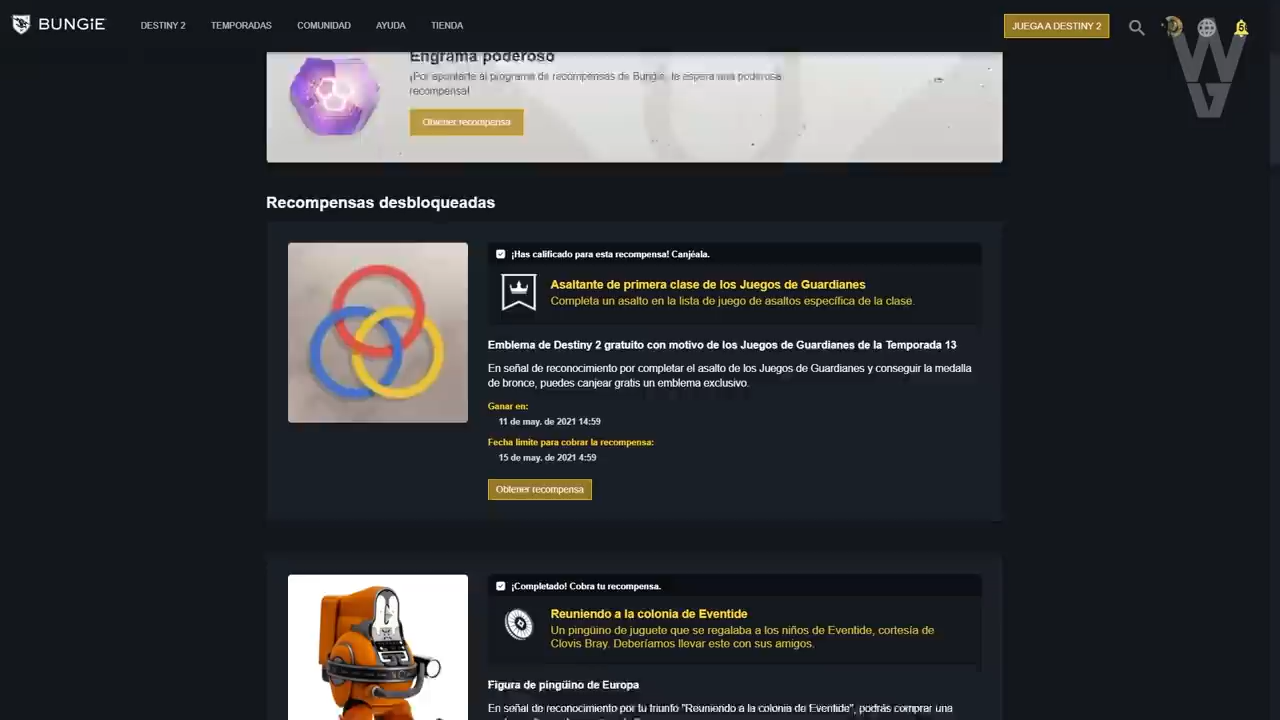 BUNGiE
DESTINY 2
TEMPORADAS
COMUNIDAD
AYUDA
TIENDA
JUEGA A DESTINY 2
6
Engrama poderoso
¡Por apuntarte al programa de recompensas de Bungie, te espera una poderosa
recompensa!
Obtener recompensa
Recompensas desbloqueadas
¡Has calificado para esta recompensa! Canjéala.
Asaltante de primera clase de los Juegos de Guardianes
Completa un asalto en la lista de juego de asaltos específica de la clase.
Emblema de Destiny 2 gratuito con motivo de los Juegos de Guardianes de la Temporada 13
En señal de reconocimiento por completar el asalto de los Juegos de Guardianes y conseguir la medalla
de bronce, puedes canjear gratis un emblema exclusivo.
Ganar en:
11 de may. de 2021 14:59
Fecha límite para cobrar la recompensa:
15 de may. de 2021 4:59
Obtener recompensa
¡Completado! Cobra tu recompensa.
Reuniendo a la colonia de Eventide
Un pingüino de juguete que se regalaba a los niños de Eventide, cortesía de
Clovis Bray. Deberíamos llevar este con sus amigos.
Figura de pingüino de Europa
En señal de reconocimiento por tu triunfo "Reuniendo a la colonia de Eventide", podrás comprar una